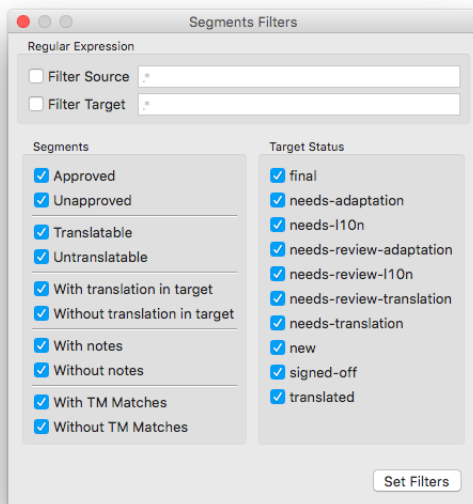 Segments Filters
Regular Expression
Filter Source .*
Filter Target .*
Segments
Approved
Unapproved
Translatable
Untranslatable
With translation in target
Without translation in target
With notes
Without notes
With TM Matches
Without TM Matches
Target Status
final
needs-adaptation
needs-l10n
needs-review-adaptation
needs-review-l10n
needs-review-translation
needs-translation
new
signed-off
translated
Set Filters